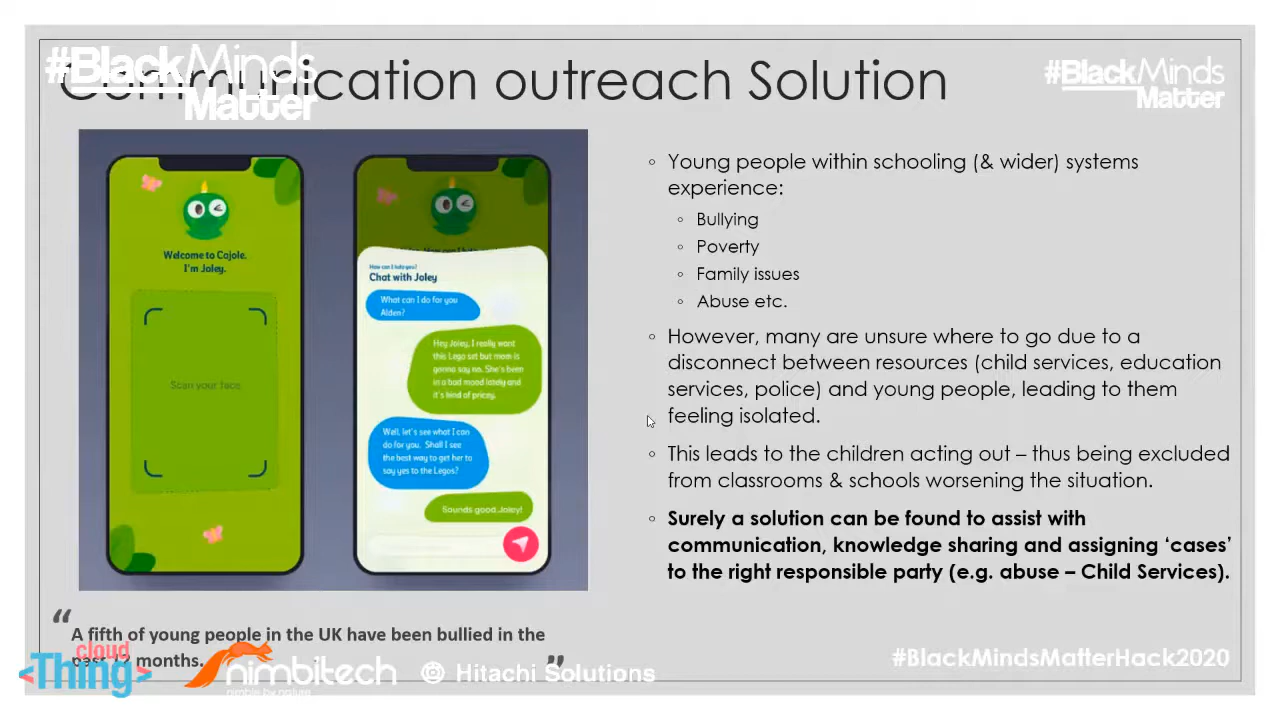 #BlackMinds
Matter
Communication outreach Solution
#BlackMinds
Matter
Welcome to Cajole.
I'm Joley.
Scan your face
How can I help you?
Chat with Joley
What can I do for you
Alden?
Hey Joley, I really want
this Lego set but mom is
gonna say no. She's been
in a bad mood lately and
it's kind of pricey.
Well, let's see what I can
do for you. Shall I see
the best way to get her to
say yes to the Legos?
Sounds good, Joley!
Young people within schooling (& wider) systems
experience:
Bullying
Poverty
Family issues
Abuse etc.
However, many are unsure where to go due to a
disconnect between resources (child services, education
services, police) and young people, leading to them
feeling isolated.
This leads to the children acting out – thus being excluded
from classrooms & schools worsening the situation.
Surely a solution can be found to assist with
communication, knowledge sharing and assigning ‘cases’
to the right responsible party (e.g. abuse – Child Services).
“
A fifth of young people in the UK have been bullied in the
past 12 months.
”
cloud
<Thing>
nimbitech
nimble by nature
Hitachi Solutions
#BlackMindsMatterHack2020